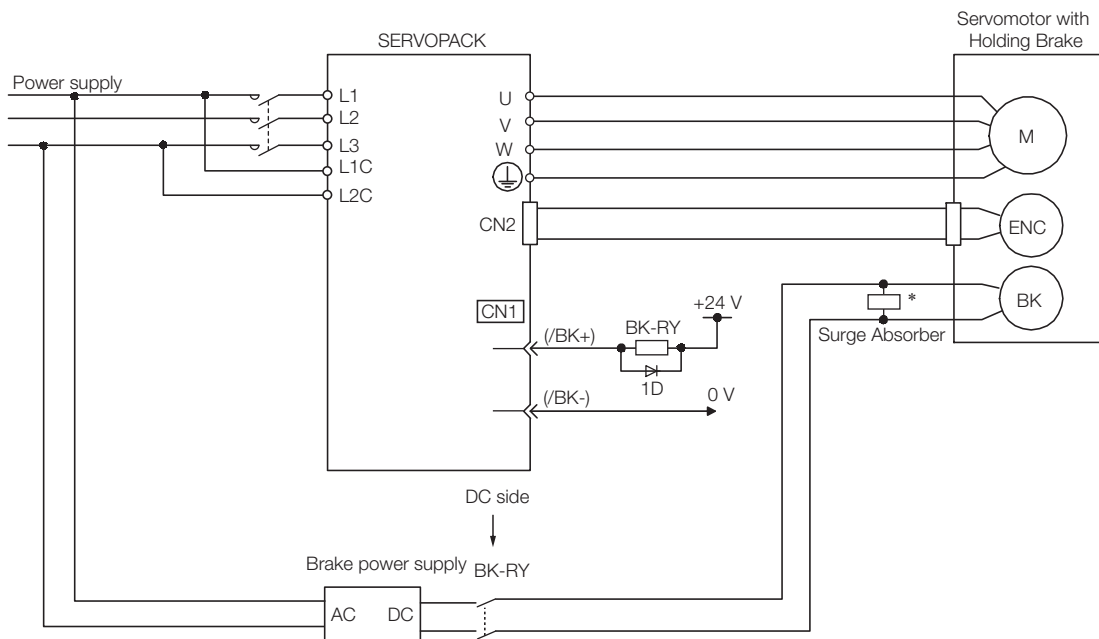 Servomotor with
Holding Brake
SERVOPACK
Power supply
L1
U
L2
V
M
L3
W
L1C
L2C
CN2
ENC
CN1
+24 V
*
BK
(/BK+)
BK-RY
Surge Absorber
1D
(/BK-)
0 V
DC side
Brake power supply
BK-RY
AC
DC